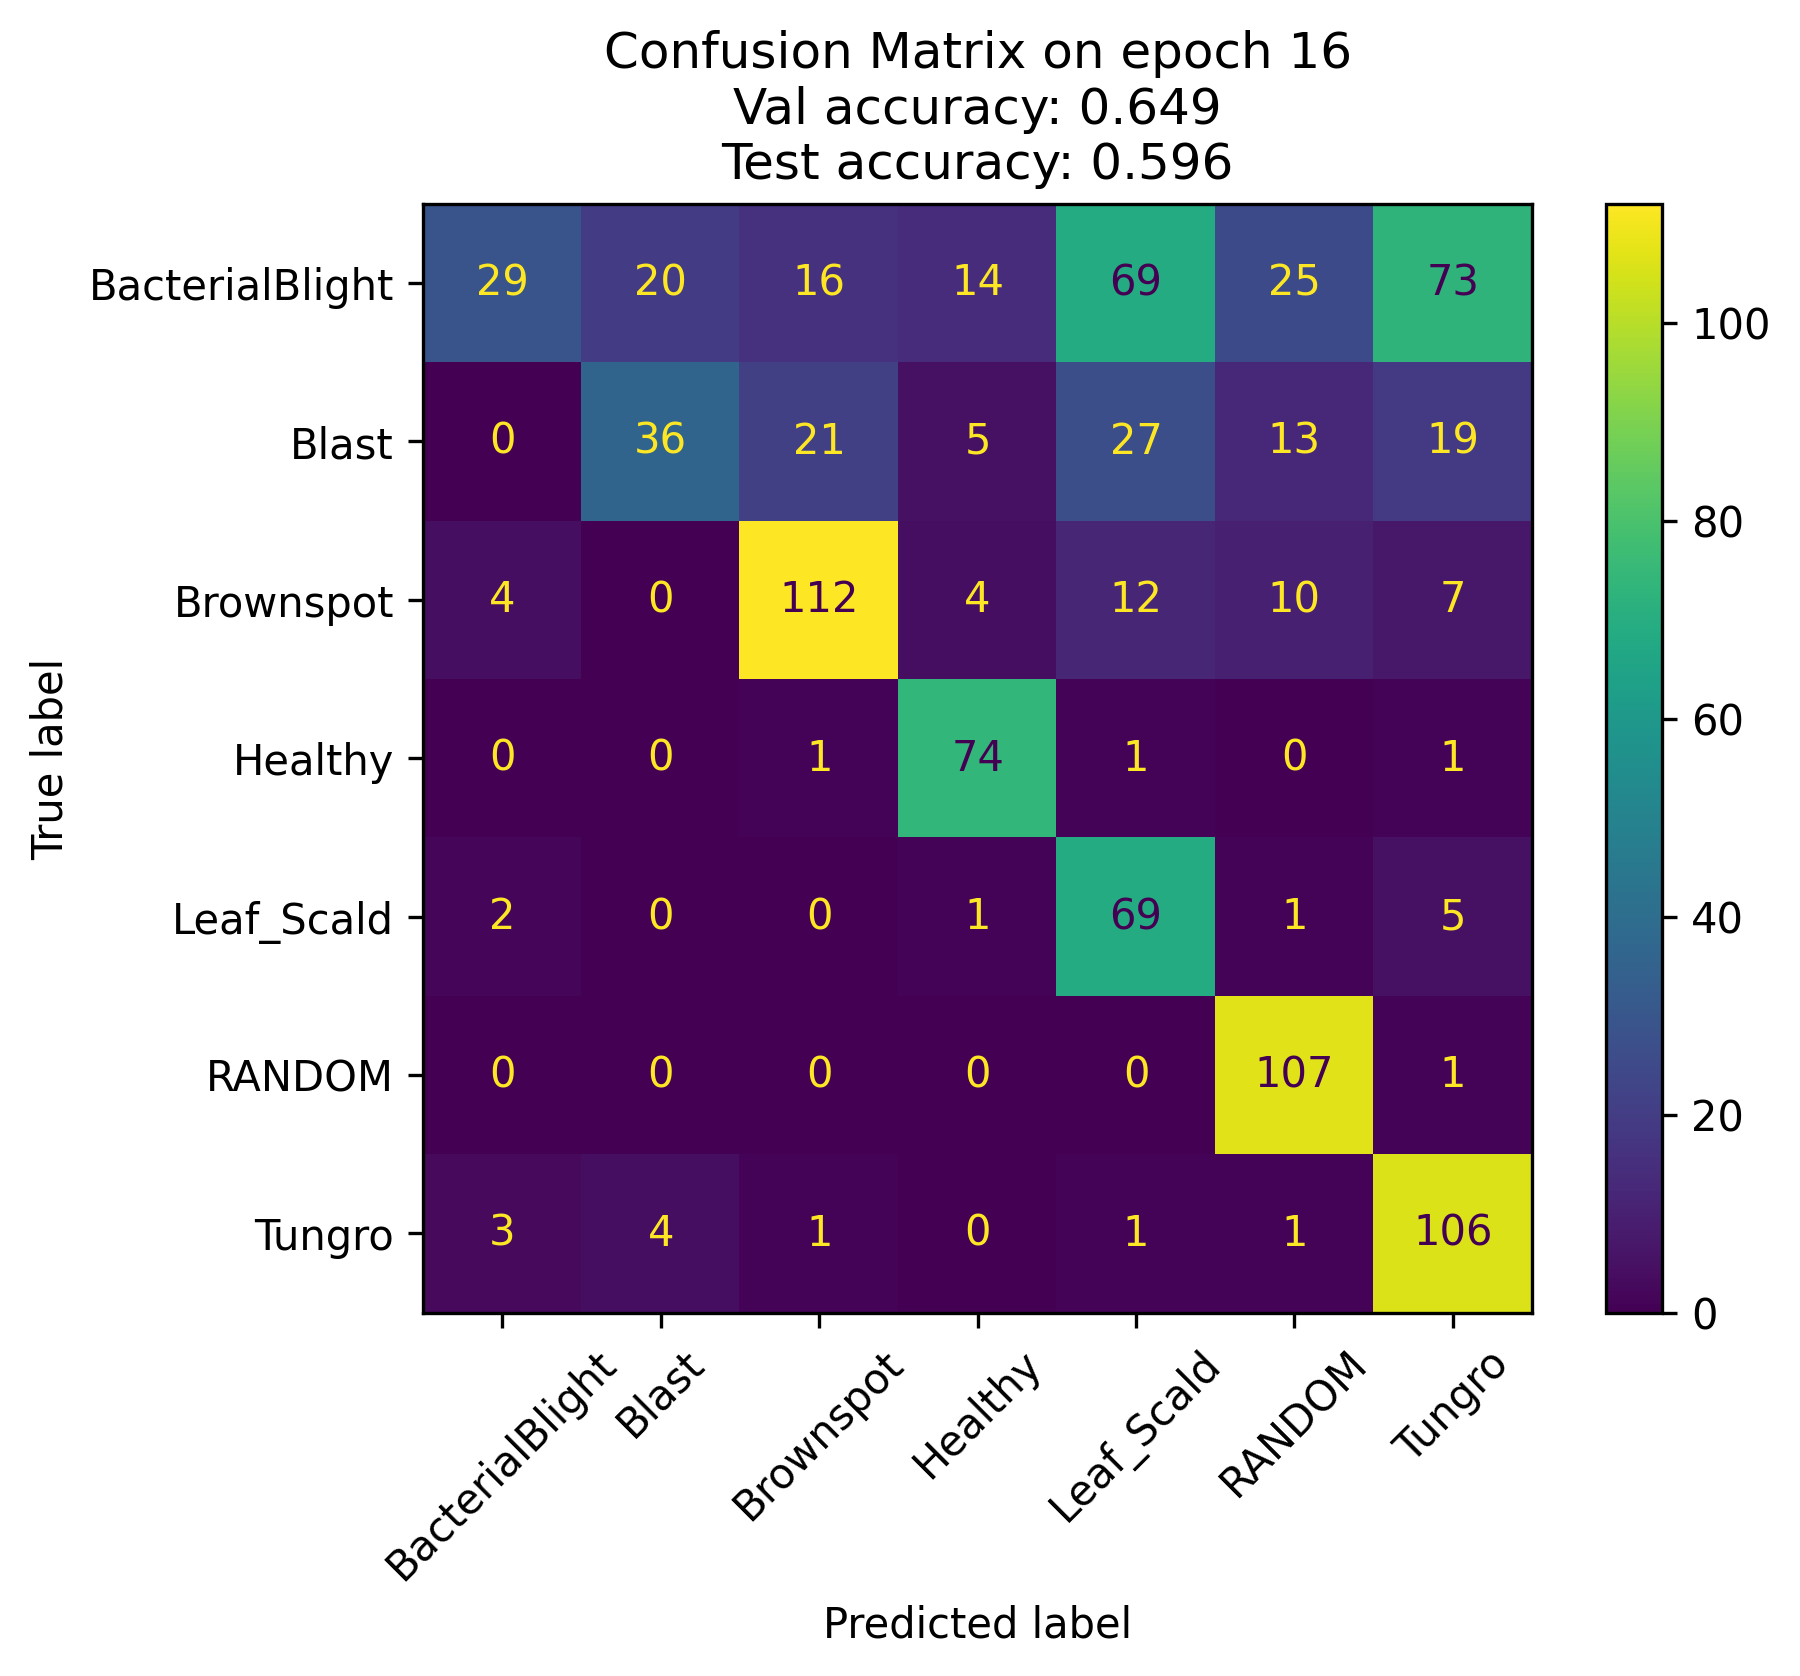 Confusion Matrix on epoch 16
Val accuracy: 0.649
Test accuracy: 0.596
BacterialBlight 29 20 16 14 69 25 73
Blast 0 36 21 5 27 13 19
Brownspot 4 0 112 4 12 10 7
Healthy 0 0 1 74 1 0 1
Leaf_Scald 2 0 0 1 69 1 5
RANDOM 0 0 0 0 0 107 1
Tungro 3 4 1 0 1 1 106
True label
BacterialBlight Blast Brownspot Healthy Leaf_Scald RANDOM Tungro
Predicted label
100
80
60
40
20
0